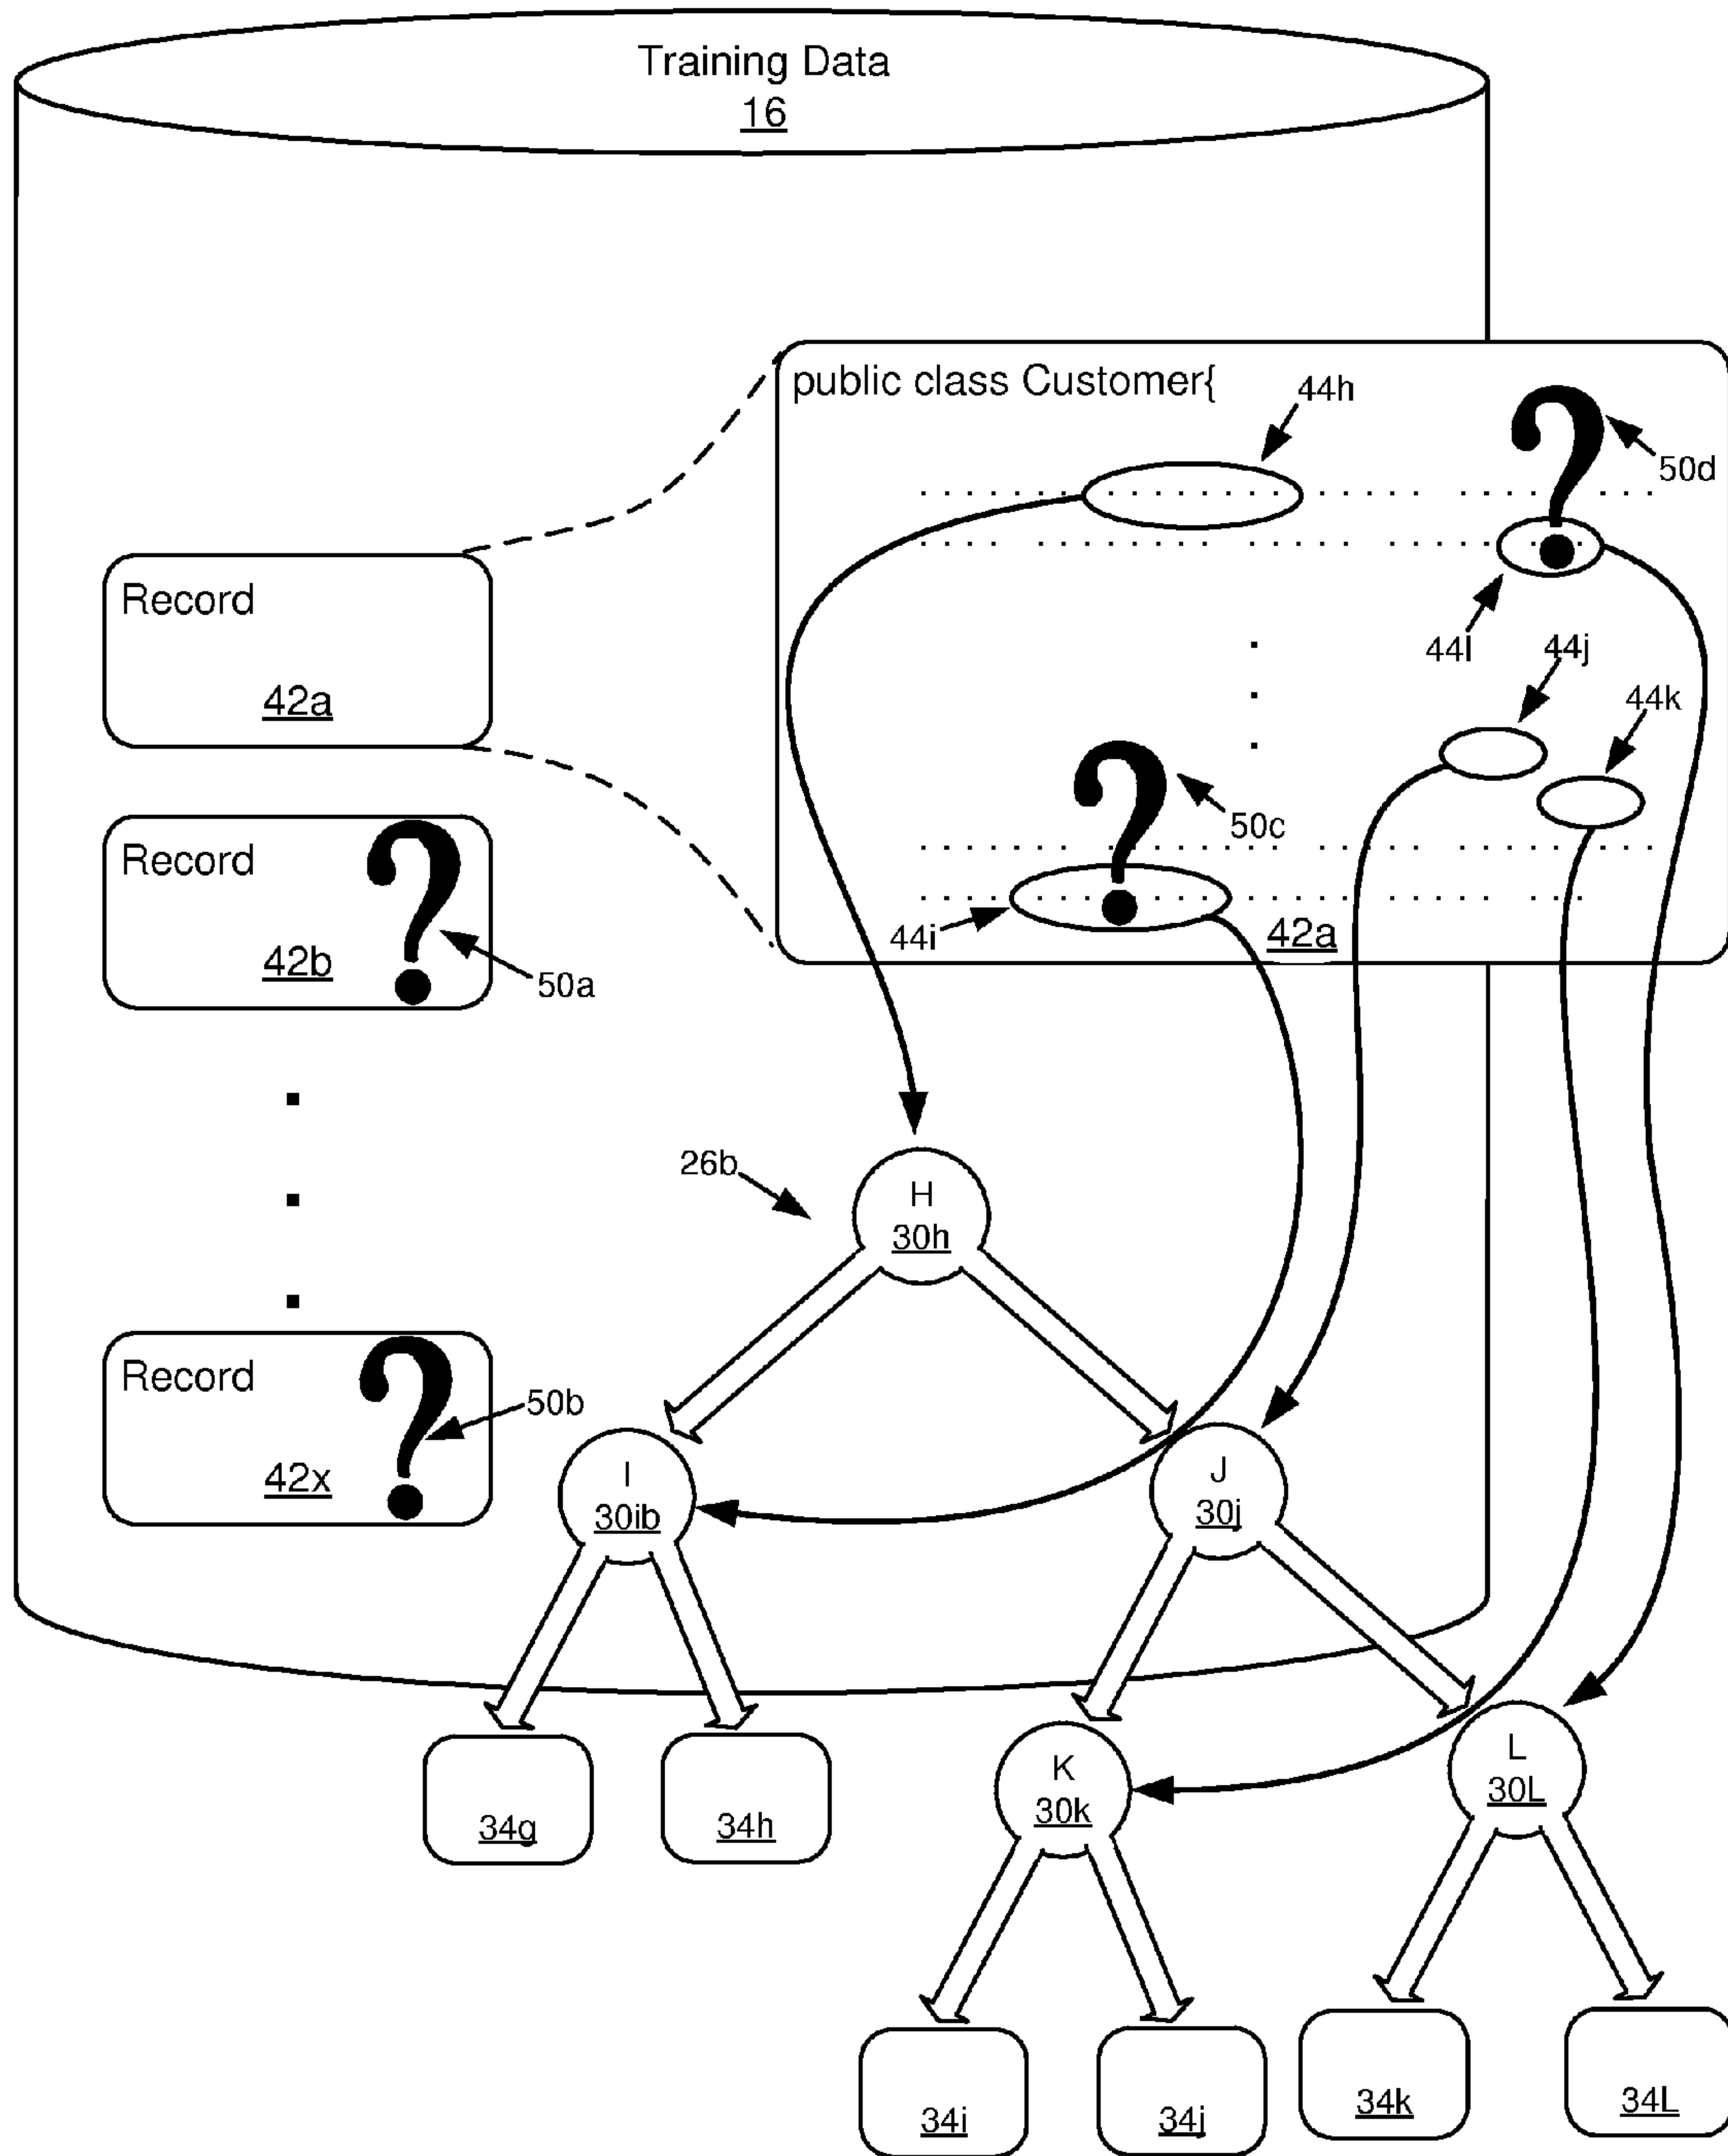 Training Data
16
public class Customer{
44h
50d
44l
44j
44k
50c
44i
42a
Record
42a
Record
42b
50a
Record
42x
50b
26b
H
30h
I
30ib
J
30j
K
30k
L
30L
34g
34h
34i
34j
34k
34L